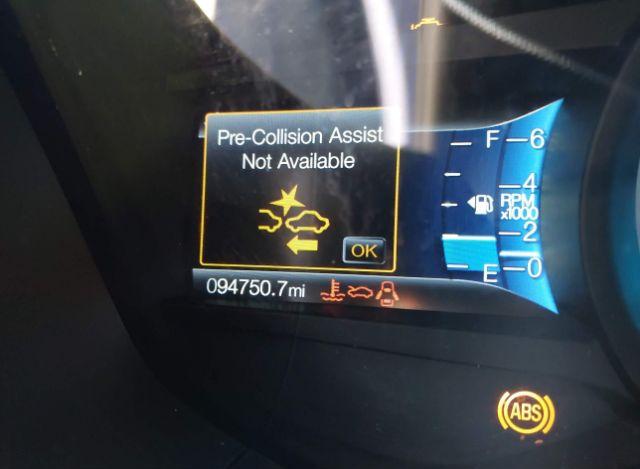 Pre-Collision Assist
Not Available
OK
094750.7mi
F
E
6
4
RPM
x1000
2
0
ABS